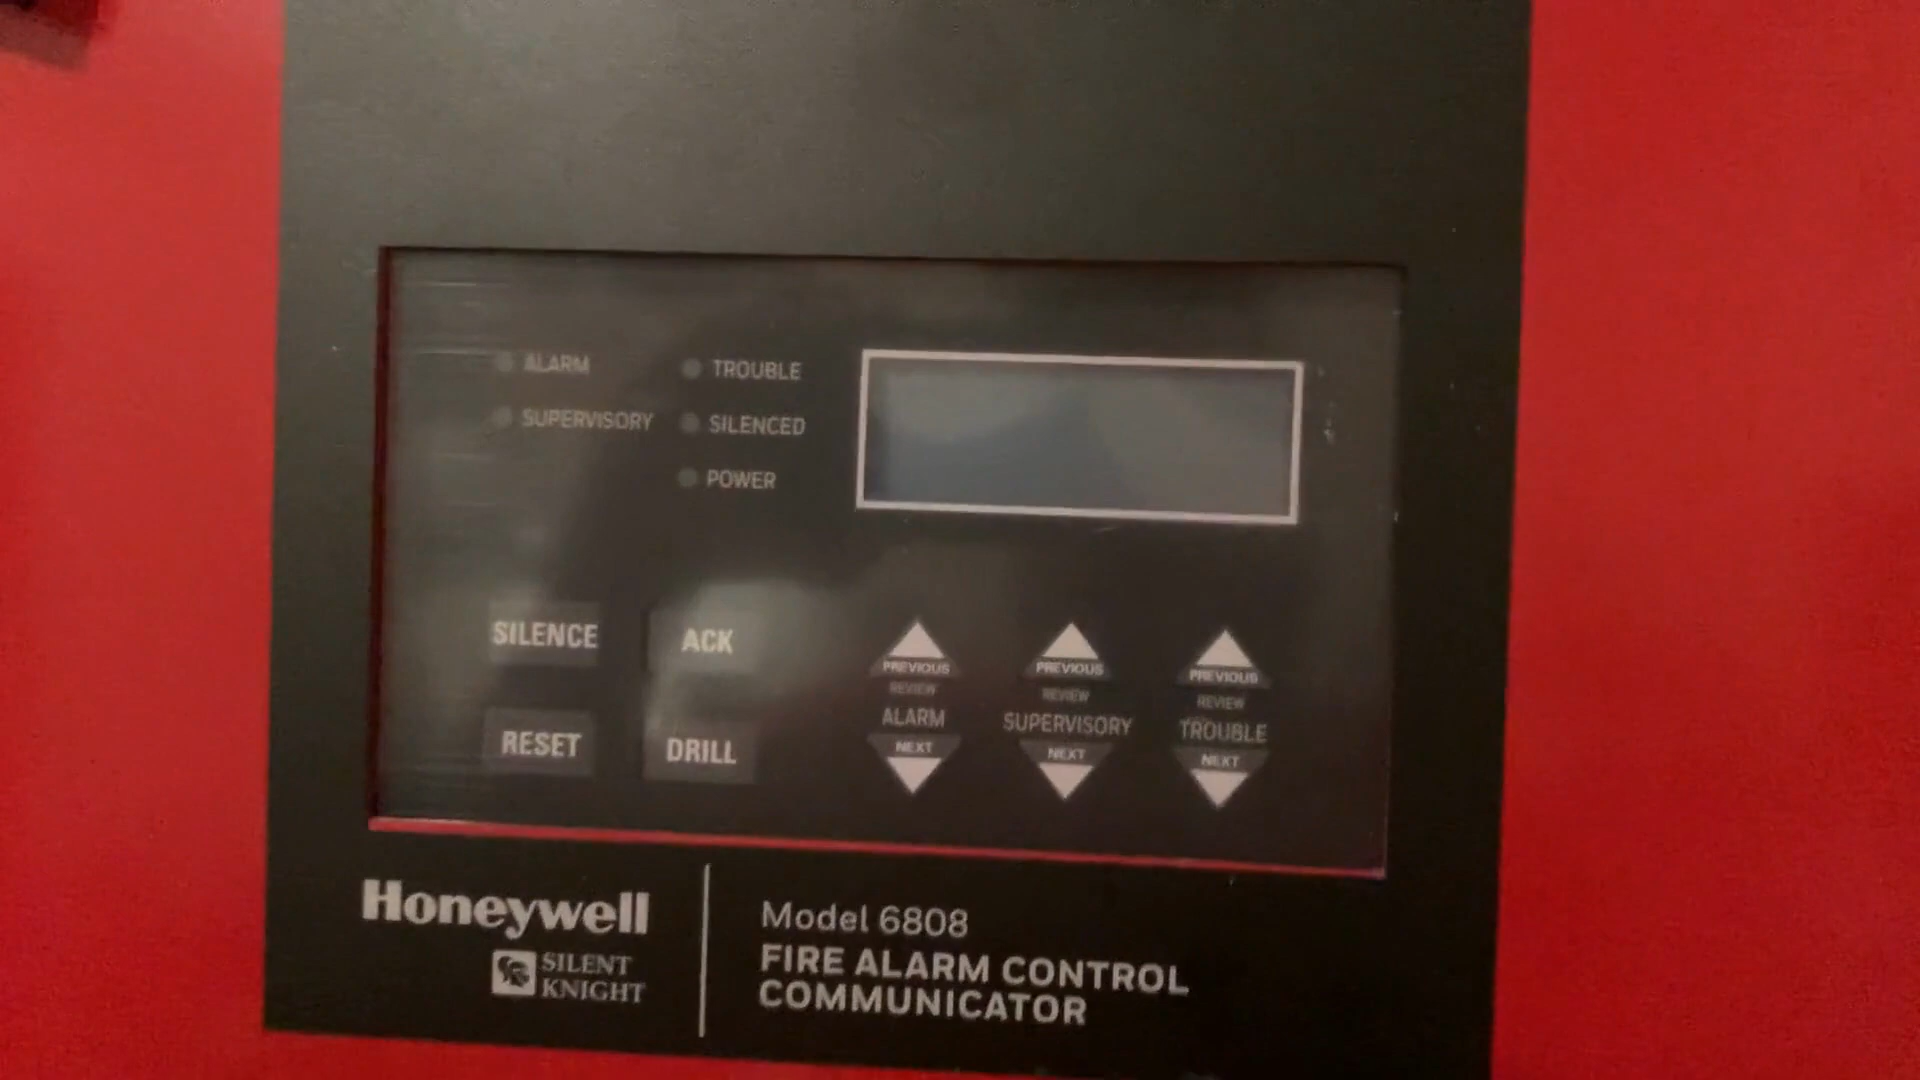 ALARM
TROUBLE
SUPERVISORY
SILENCED
POWER
SILENCE
ACK
RESET
DRILL
PREVIOUS
REVIEW
ALARM
NEXT
PREVIOUS
REVIEW
SUPERVISORY
NEXT
PREVIOUS
REVIEW
TROUBLE
NEXT
Honeywell
SILENT
KNIGHT
Model 6808
FIRE ALARM CONTROL
COMMUNICATOR